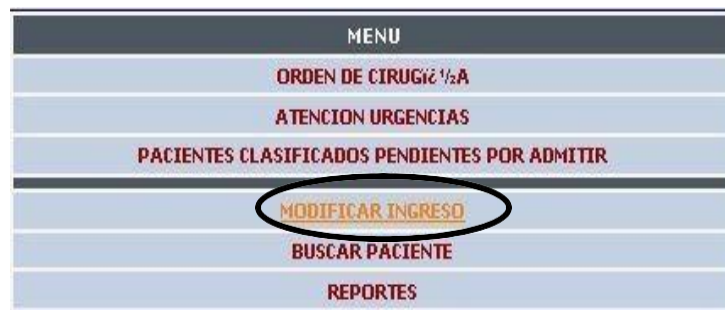 MENU
ORDEN DE CIRUGï¿½A
ATENCION URGENCIAS
PACIENTES CLASIFICADOS PENDIENTES POR ADMITIR
MODIFICAR INGRESO
BUSCAR PACIENTE
REPORTES